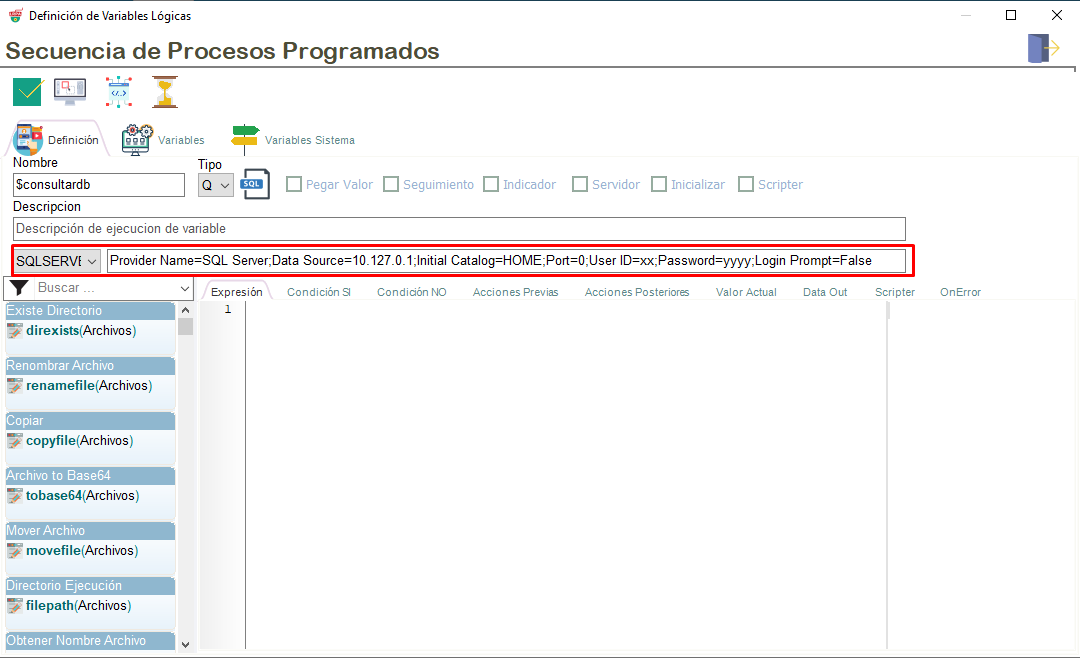 Definición de Variables Lógicas
Secuencia de Procesos Programados
Definición
Variables
Variables Sistema
Nombre
Tipo
$consultardb
Q
SQL
Pegar Valor
Seguimiento
Indicador
Servidor
Inicializar
Scripter
Descripcion
Descripción de ejecucion de variable
SQLSERVE
Provider Name=SQL Server;Data Source=10.127.0.1;Initial Catalog=HOME;Port=0;User ID=xx;Password=yyyy;Login Prompt=False
Buscar ...
Expresión
Condición SI
Condición NO
Acciones Previas
Acciones Posteriores
Valor Actual
Data Out
Scripter
OnError
1
Existe Directorio
direxists(Archivos)
Renombrar Archivo
renamefile(Archivos)
Copiar
copyfile(Archivos)
Archivo to Base64
tobase64(Archivos)
Mover Archivo
movefile(Archivos)
Directorio Ejecución
filepath(Archivos)
Obtener Nombre Archivo